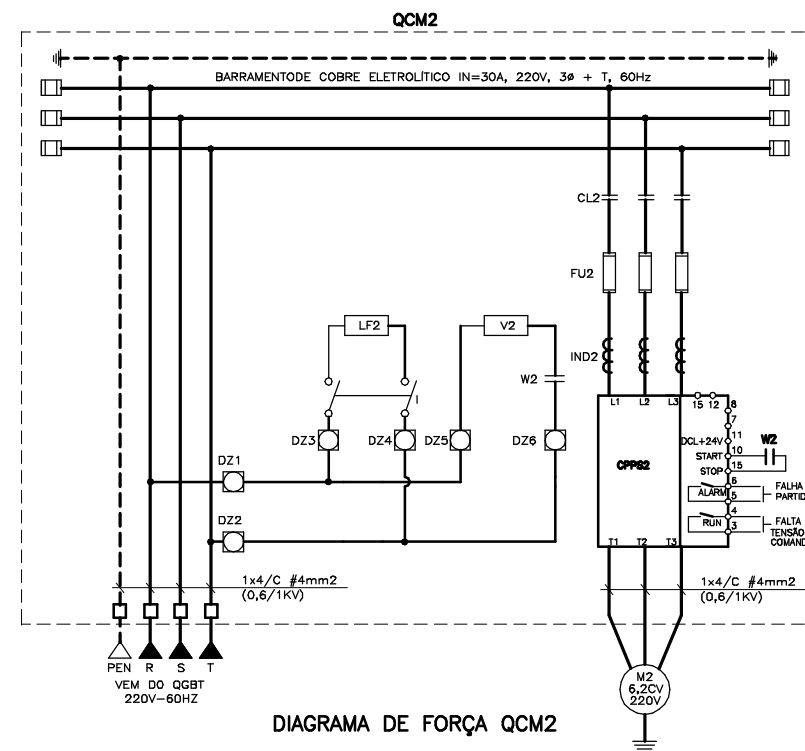 QCM2
BARRAMENTODE COBRE ELETROLÍTICO IN=30A, 220V, 3ø + T, 60Hz
CL2
FU2
LF2
V2
IND2
W2
L1 L2 L3 15 12 8
7
DZ3 DZ4 DZ5 DZ6
DCL+24V 11
START 10 W2
CPPS2
STOP 15
DZ1
6 FALHA
ALARM
5 PARTID
4 FALTA
RUN
3 TENSÃO
COMAND
DZ2
T1 T2 T3
1x4/C #4mm2
(0,6/1KV)
1x4/C #4mm2
(0,6/1KV)
PEN R S T
VEM DO QGBT
220V-60HZ
M2
6,2CV
220V
DIAGRAMA DE FORÇA QCM2